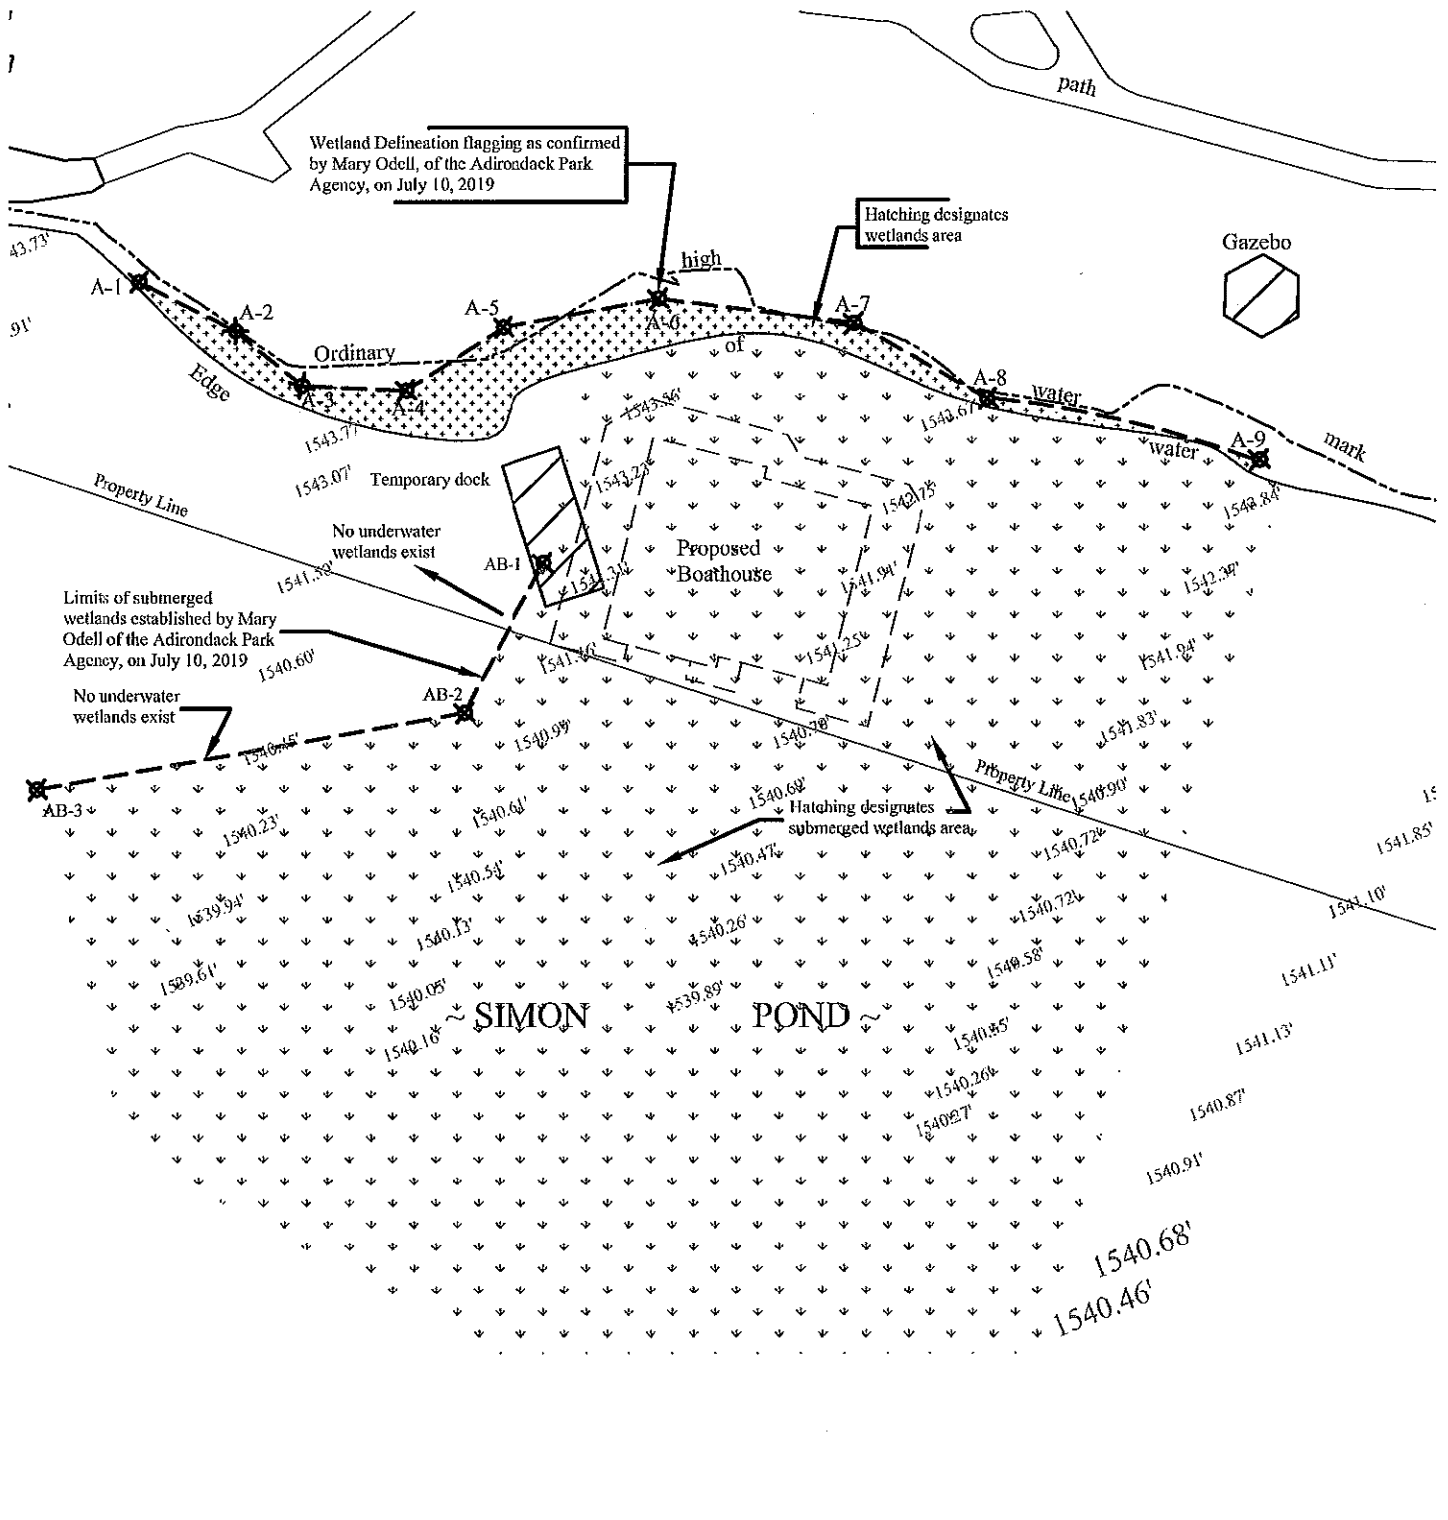 path
Wetland Delineation flagging as confirmed
by Mary Odell, of the Adirondack Park
Agency, on July 10, 2019
Hatching designates
wetlands area
Gazebo
43.73'
.91'
A-1
A-2
A-3
A-4
A-5
A-6
A-7
A-8
A-9
Ordinary
high
water
mark
Edge
of
water
1543.56'
1543.77'
1543.07'
1542.67'
1542.75'
Temporary dock
Property Line
No underwater
wetlands exist
AB-1
Proposed
Boathouse
1541.94'
Limits of submerged
wetlands established by Mary
Odell of the Adirondack Park
Agency, on July 10, 2019
1540.60'
1541.16'
1541.25'
1541.94'
No underwater
wetlands exist
AB-2
1540.99'
1540.78'
1541.83'
AB-3
Property Line
1540.90'
1540.23'
1540.61'
1540.69'
Hatching designates
submerged wetlands area
1540.54'
1540.47'
1540.72'
1541.85'
1539.94'
1540.13'
1540.26'
1540.72'
1541.10'
1539.61'
1540.05'
1539.89'
1540.58'
1541.11'
~ SIMON POND ~
1540.16'
1541.13'
1540.26'
1540.27'
1540.87'
1540.91'
1540.68'
1540.46'